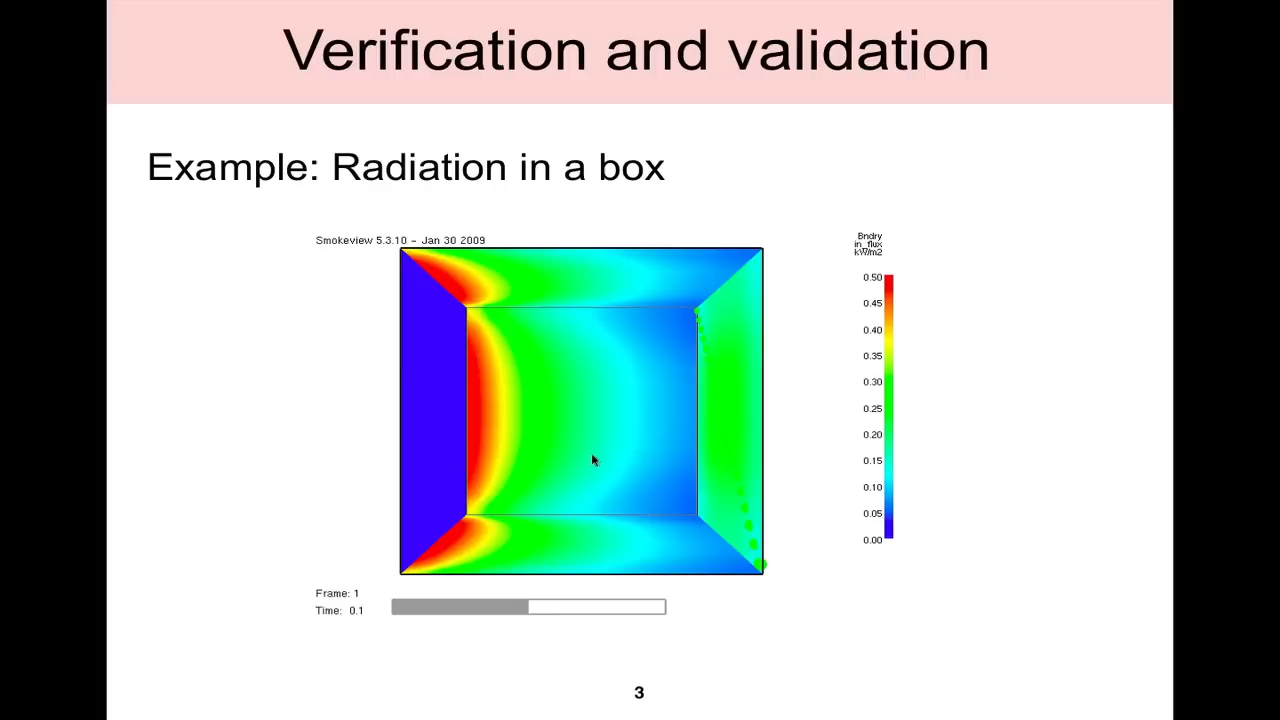 Verification and validation
Example: Radiation in a box
Smokeview 5.3.10 – Jan 30 2009
Bndry
in_flux
kW/m2
0.50
0.45
0.40
0.35
0.30
0.25
0.20
0.15
0.10
0.05
0.00
Frame: 1
Time: 0.1
3